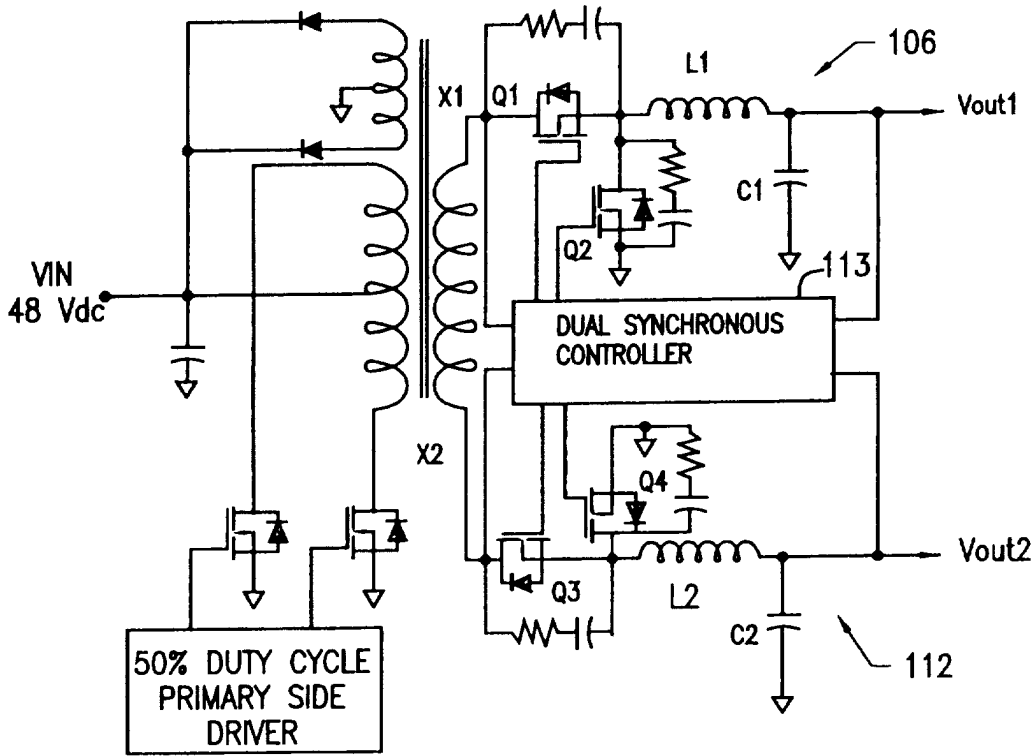 106
L1
X1
Q1
Vout1
C1
Q2
113
VIN
48 Vdc
DUAL SYNCHRONOUS
CONTROLLER
X2
Q4
Vout2
Q3
L2
C2
112
50% DUTY CYCLE
PRIMARY SIDE
DRIVER